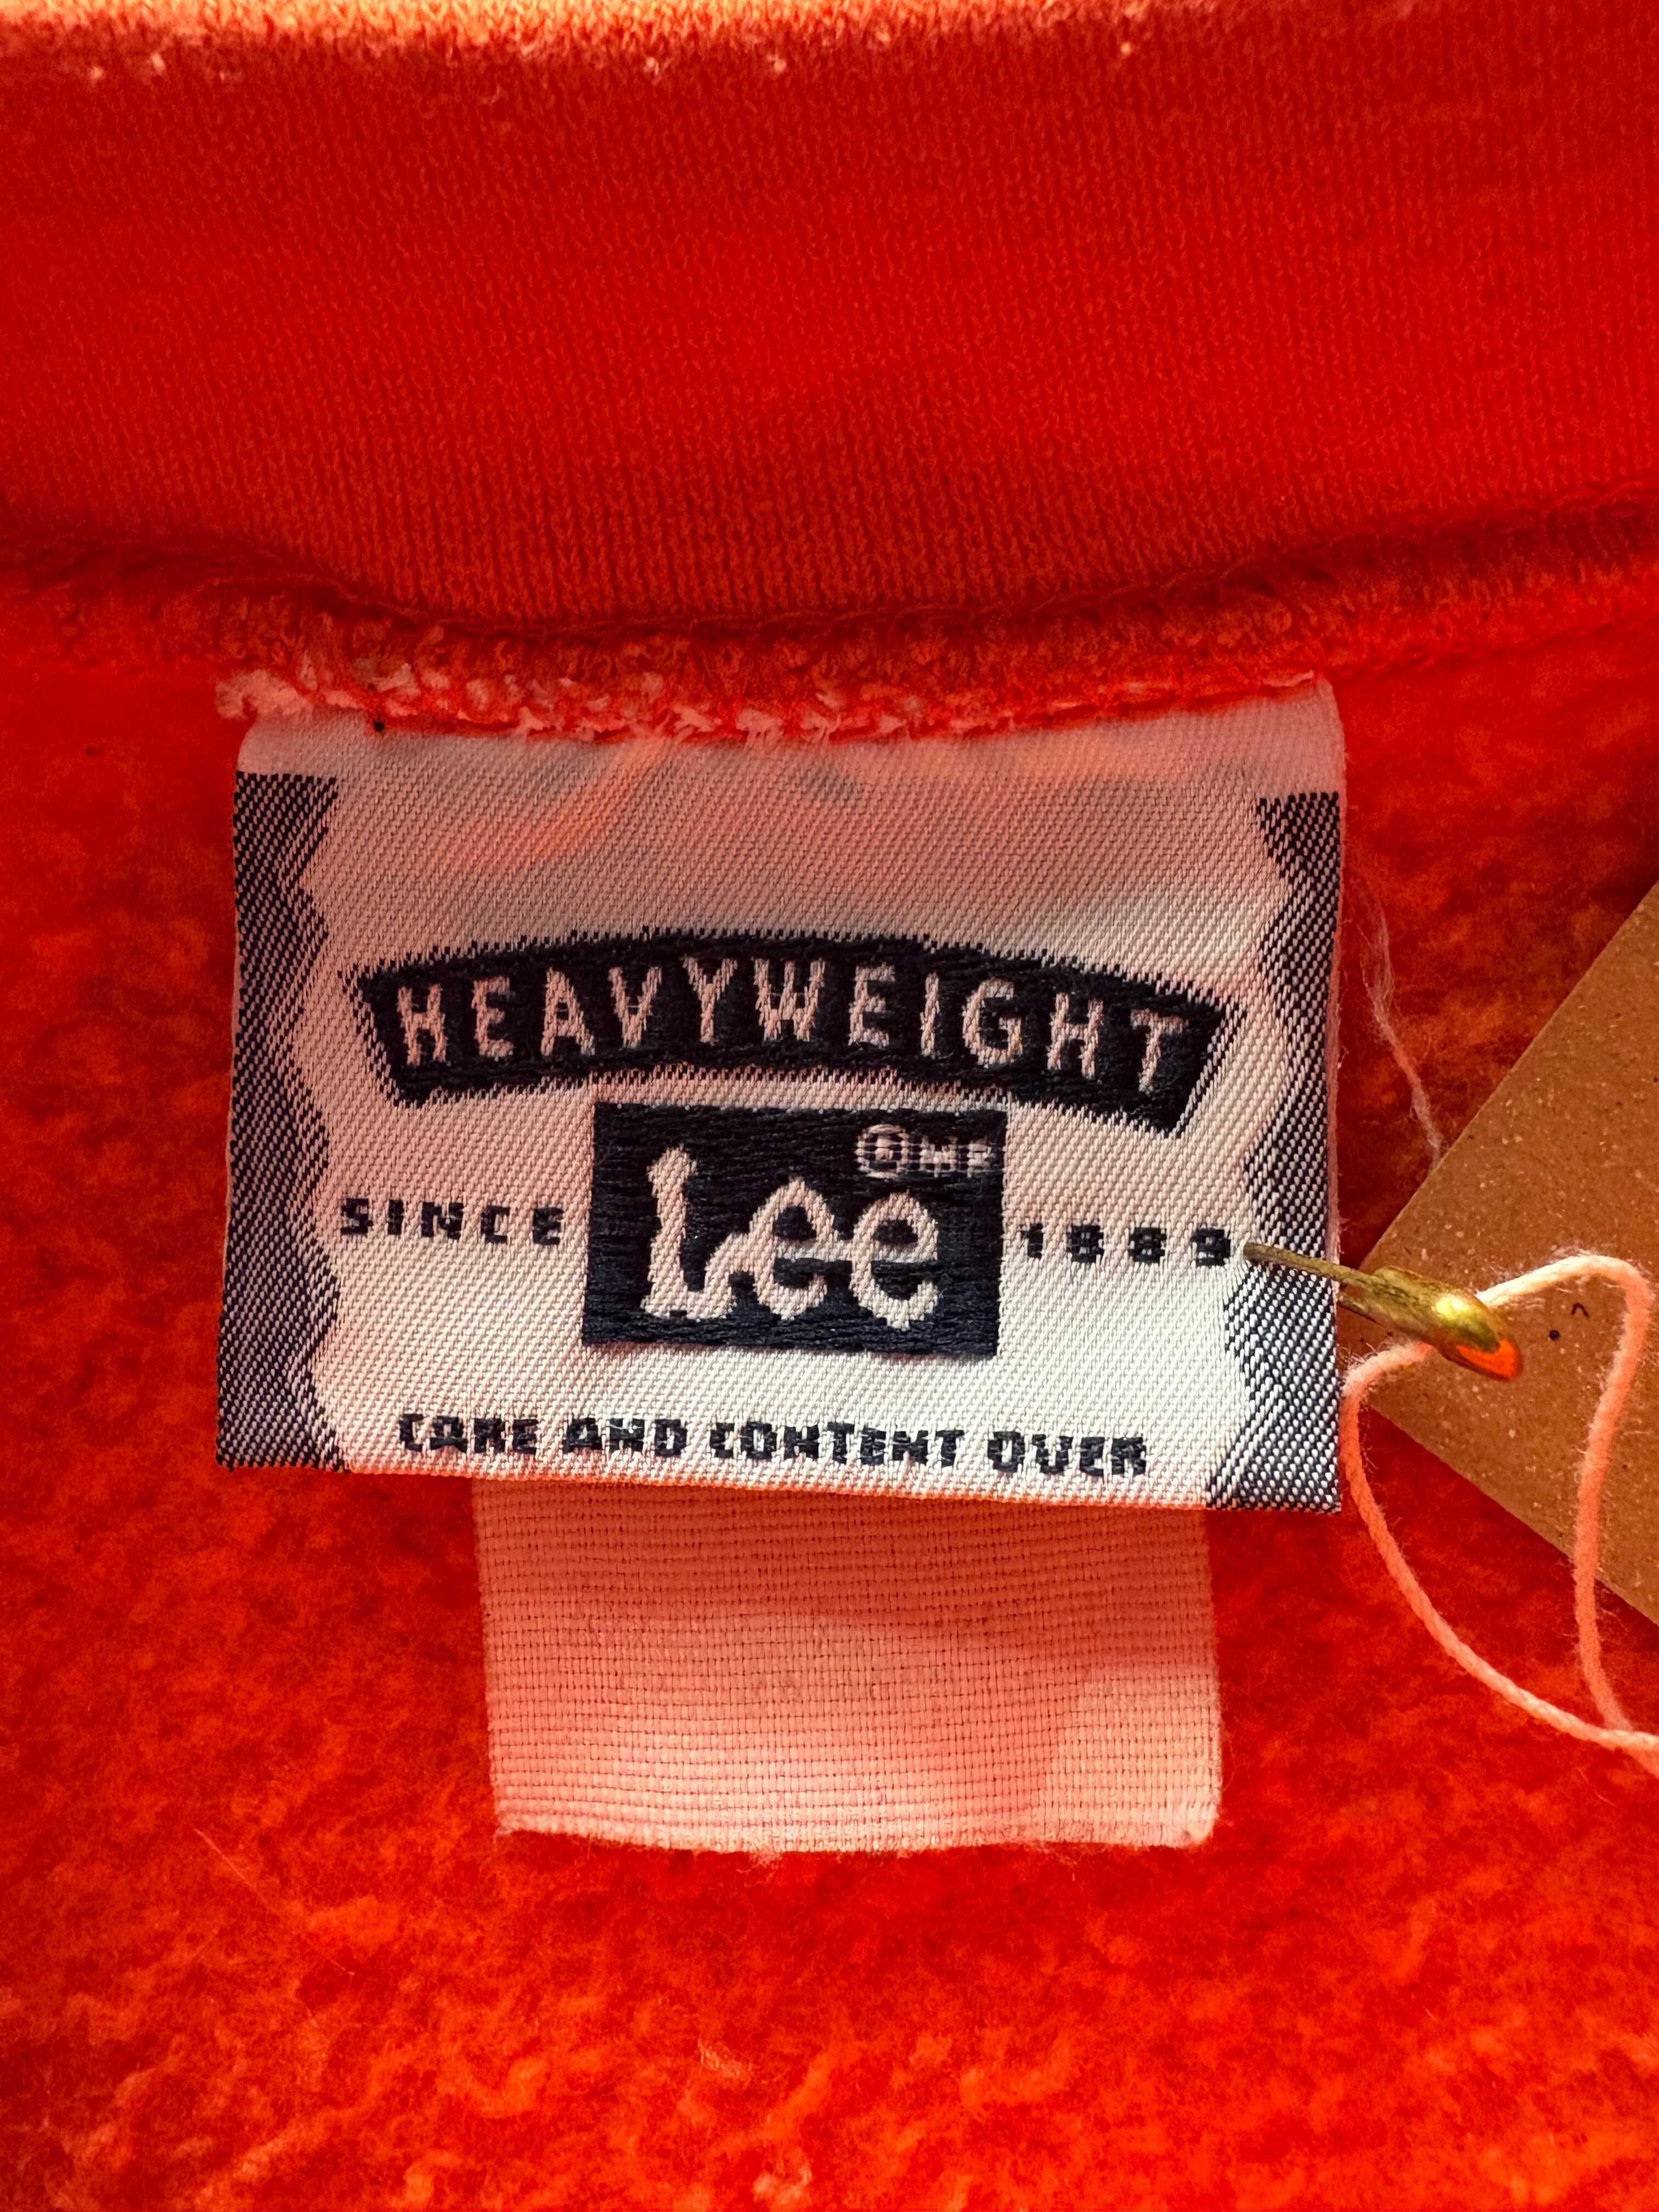 HEAVYWEIGHT
Lee ®
SINCE 1889
CARE AND CONTENT OVER